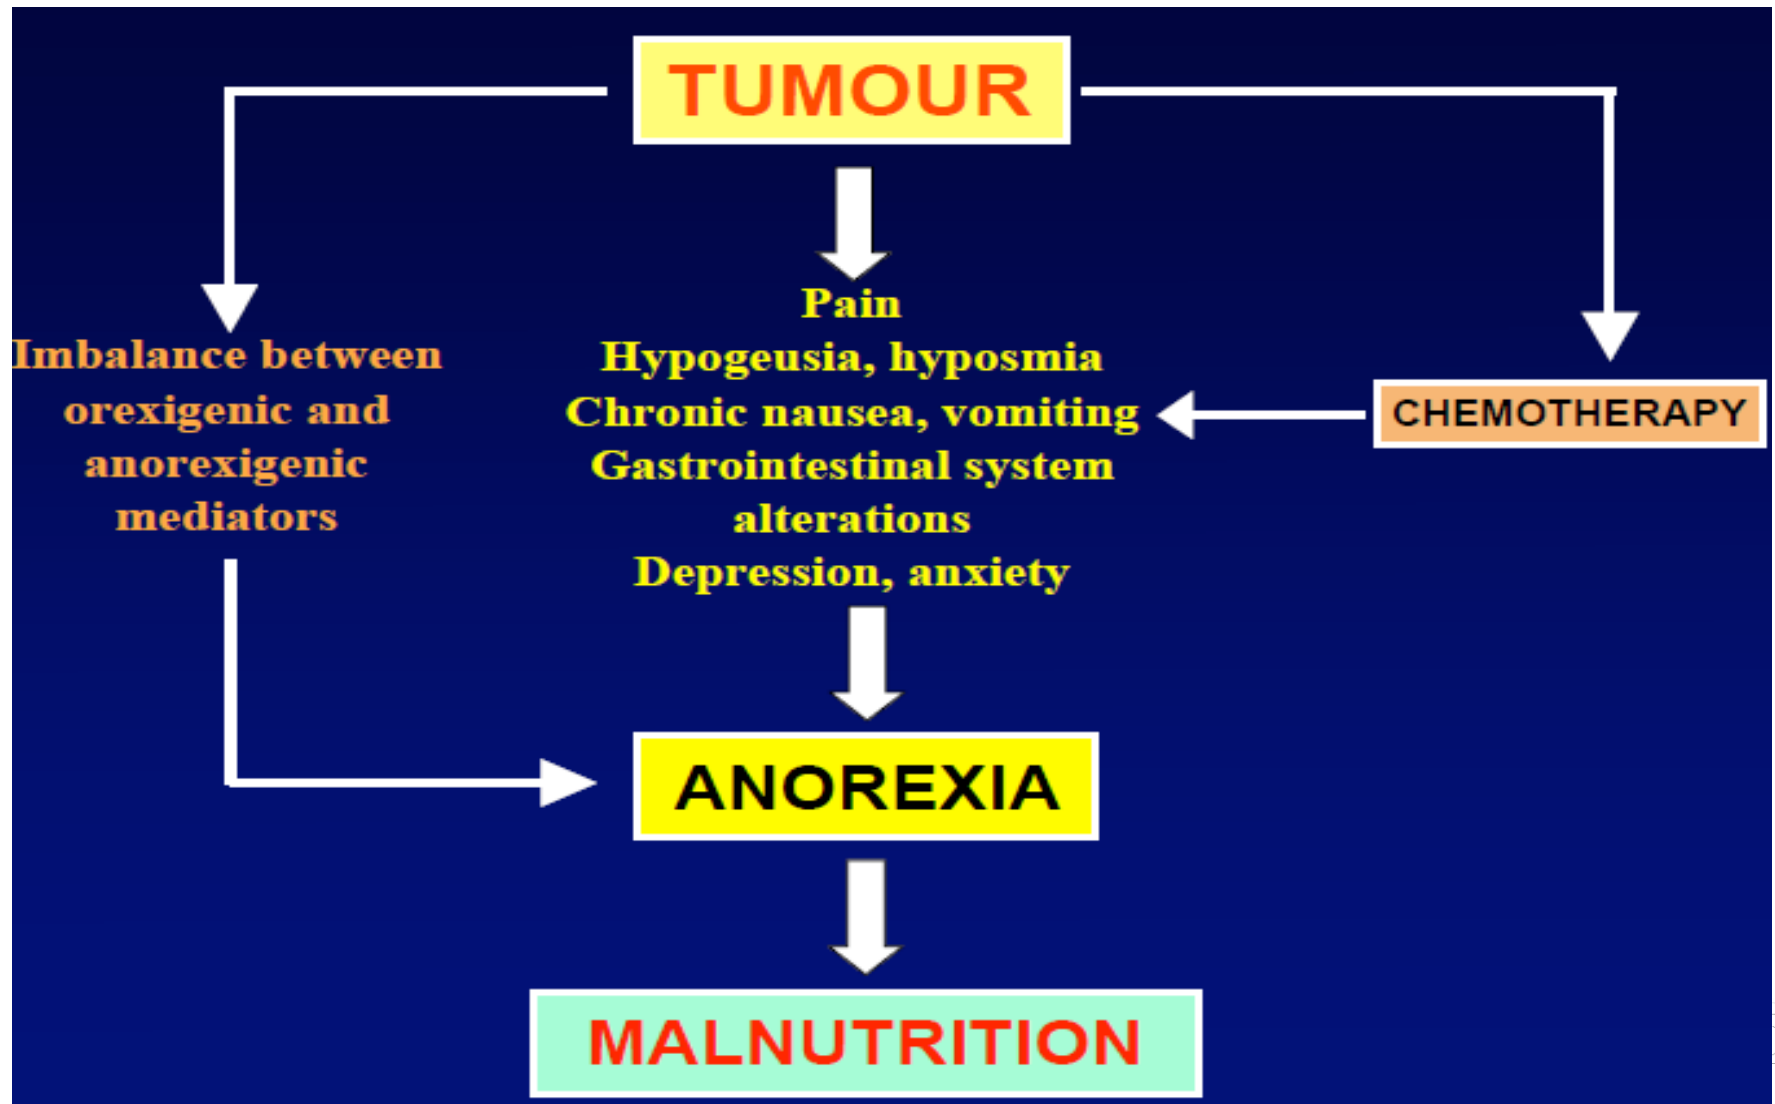 TUMOUR
Imbalance between
orexigenic and
anorexigenic
mediators
Pain
Hypogeusia, hyposmia
Chronic nausea, vomiting
Gastrointestinal system
alterations
Depression, anxiety
CHEMOTHERAPY
ANOREXIA
MALNUTRITION